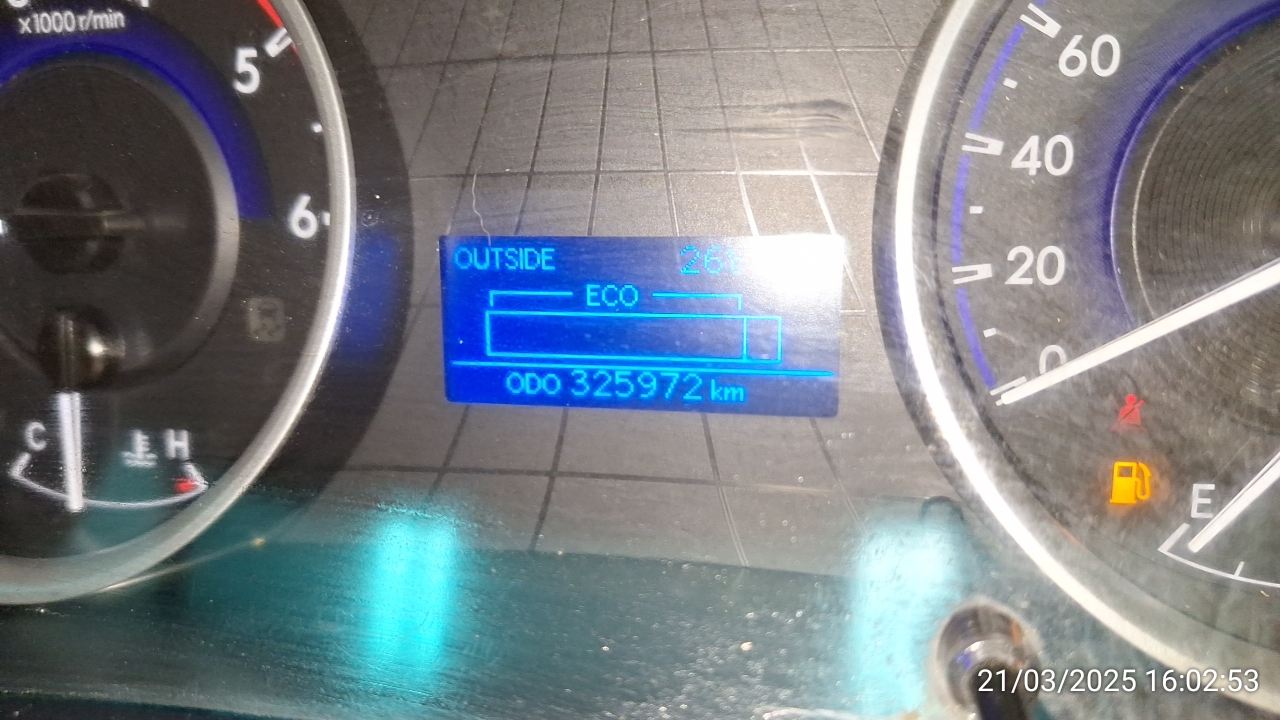 x1000 r/min
5
6
C H
OUTSIDE 26
ECO
ODO 325972 km
60
40
20
0
E
21/03/2025 16:02:53